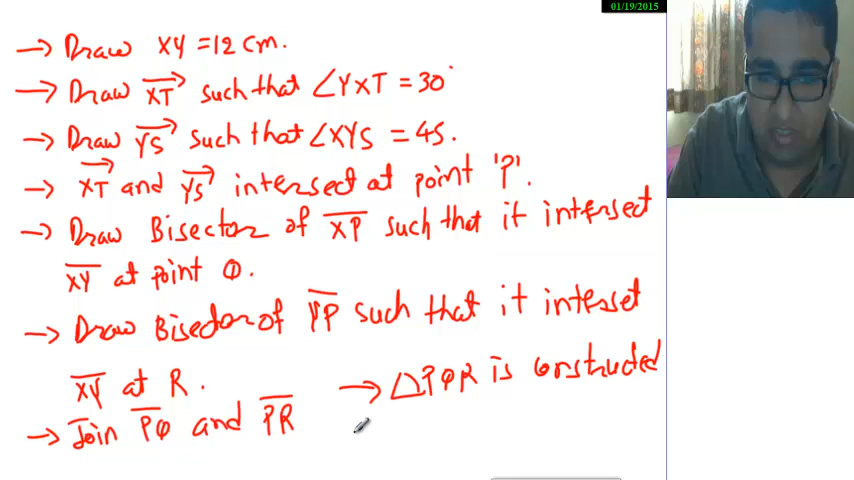 01/19/2015
→ Draw XY = 12 cm.
→ Draw XT such that ∠YXT = 30°
→ Draw YS such that ∠XYS = 45.
→ XT and YS intersect at point 'P'.
→ Draw Bisector of XP such that it intersect
XY at point Q.
→ Draw Bisector of YP such that it interset
XY at R. → △PQR is constructed
→ Join PQ and PR